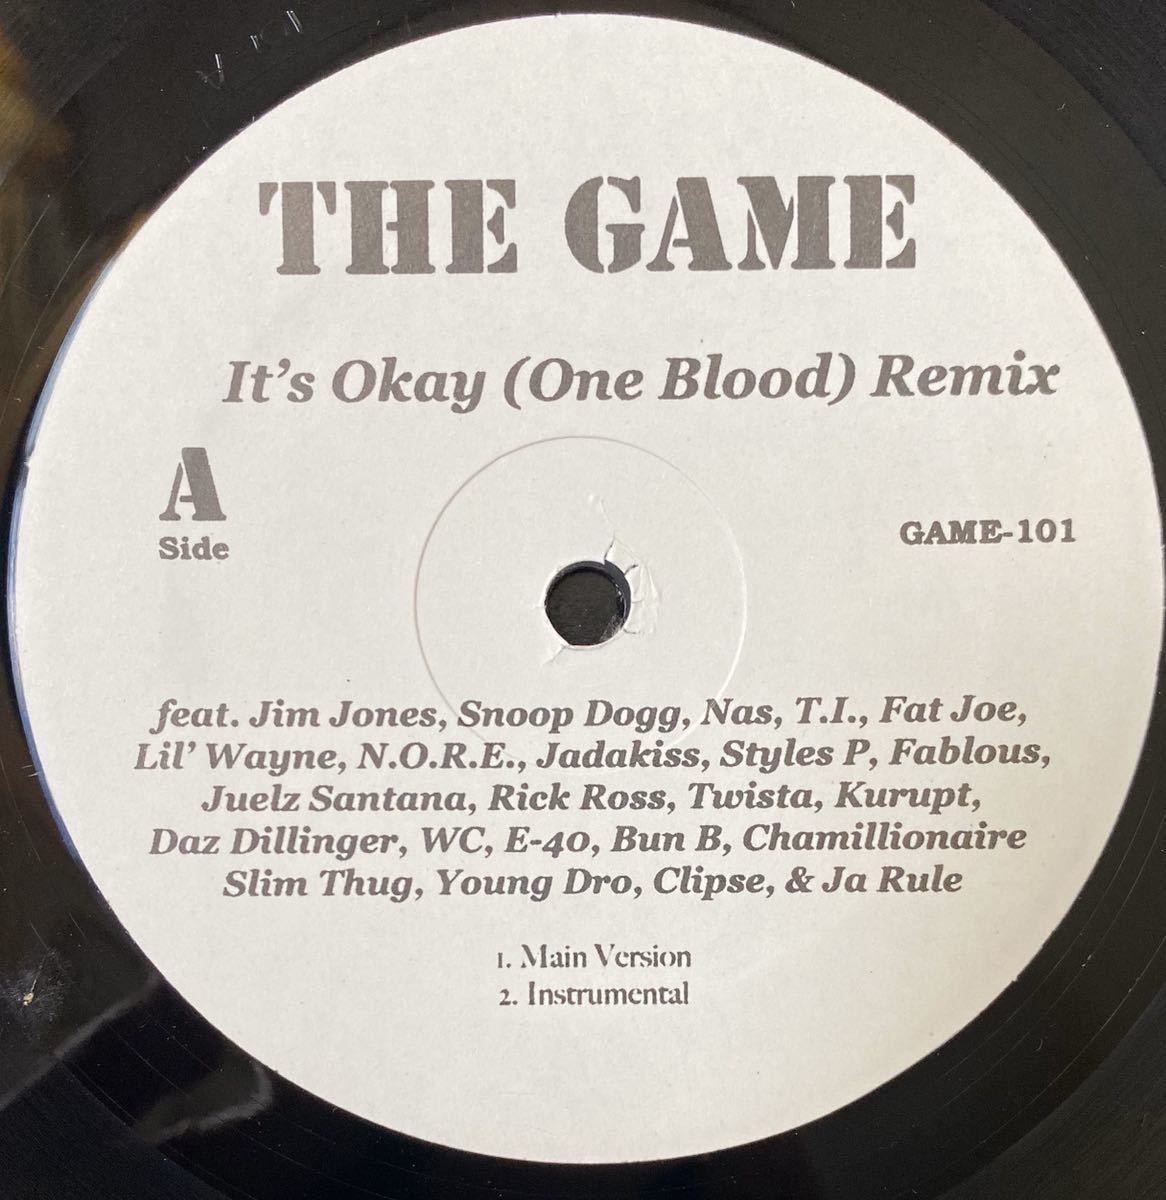 THE GAME
It's Okay (One Blood) Remix
A
Side
GAME-101
feat. Jim Jones, Snoop Dogg, Nas, T.I., Fat Joe,
Lil' Wayne, N.O.R.E., Jadakiss, Styles P, Fablous,
Juelz Santana, Rick Ross, Twista, Kurupt,
Daz Dillinger, WC, E-40, Bun B, Chamillionaire
Slim Thug, Young Dro, Clipse, & Ja Rule
1. Main Version
2. Instrumental